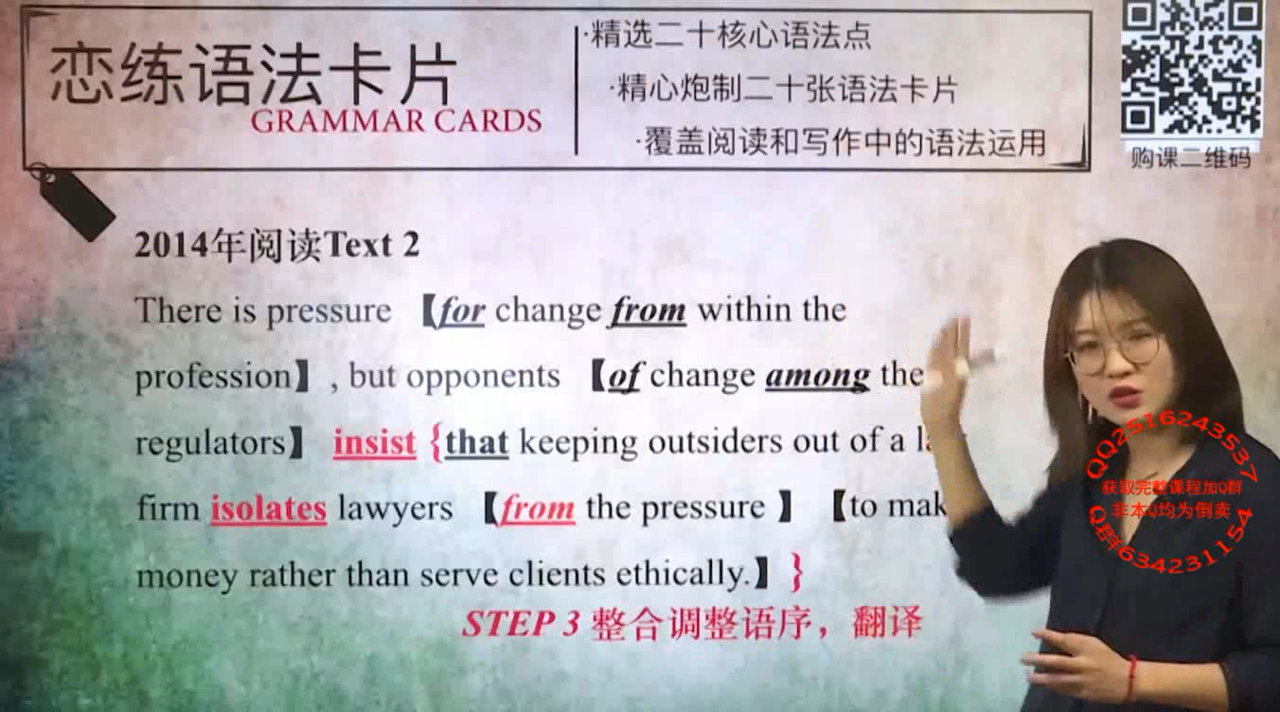 恋练语法卡片
GRAMMAR CARDS
·精选二十核心语法点
·精心炮制二十张语法卡片
·覆盖阅读和写作中的语法运用
购课二维码
2014年阅读Text 2
There is pressure 【for change from within the
profession】 , but opponents 【of change among the
regulators】 insist {that keeping outsiders out of a
firm isolates lawyers 【from the pressure 】 【to
money rather than serve clients ethically.】 }
STEP 3 整合调整语序，翻译
QQ2516243537
获取完整课程加Q群
非本Q均为倒卖
Q群634231154